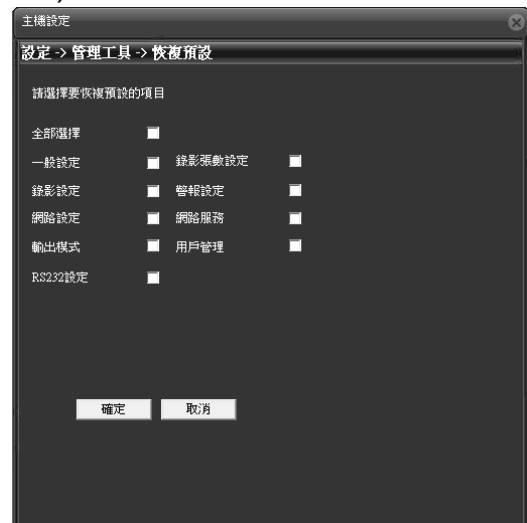 主機設定
設定 -> 管理工具 -> 恢複預設
請選擇要恢複預設的項目
全部選擇
一般設定 錄影張數設定
錄影設定 警報設定
網路設定 網路服務
輸出模式 用戶管理
RS232設定
確定 取消